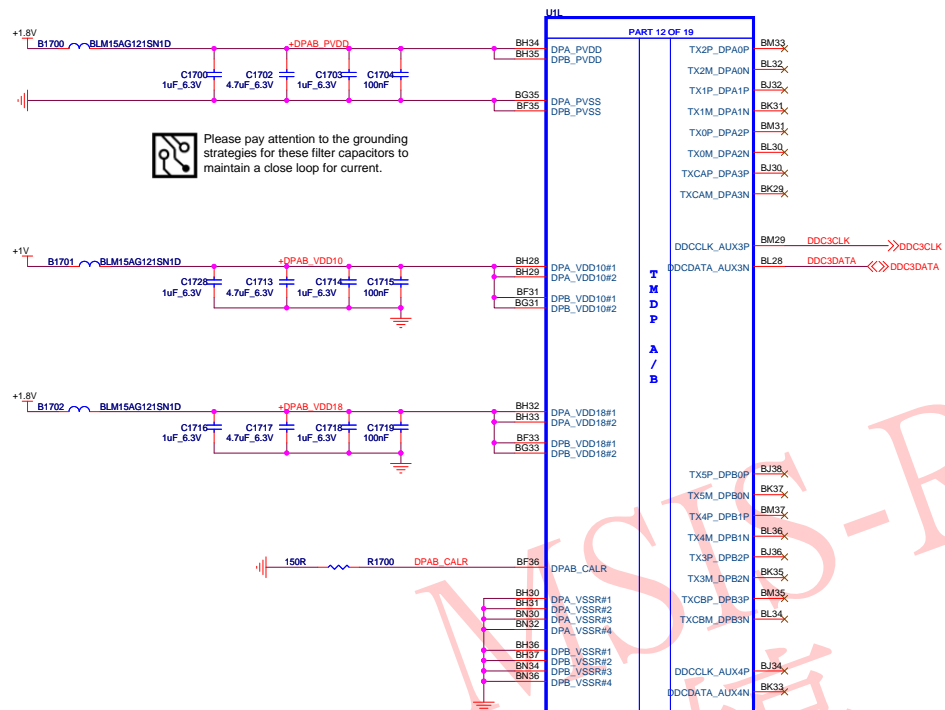 U1L
PART 12 OF 19
+1.8V
B1700 BLM15AG121SN1D
+DPAB_PVDD
C1700 1uF_6.3V
C1702 4.7uF_6.3V
C1703 1uF_6.3V
C1704 100nF
BH34 DPA_PVDD
BH35 DPB_PVDD
BG35 DPA_PVSS
BF35 DPB_PVSS
Please pay attention to the grounding
strategies for these filter capacitors to
maintain a close loop for current.
+1V
B1701 BLM15AG121SN1D
+DPAB_VDD10
C1728 1uF_6.3V
C1713 4.7uF_6.3V
C1714 1uF_6.3V
C1715 100nF
BH28 DPA_VDD10#1
BH29 DPA_VDD10#2
BF31 DPB_VDD10#1
BG31 DPB_VDD10#2
+1.8V
B1702 BLM15AG121SN1D
+DPAB_VDD18
C1716 1uF_6.3V
C1717 4.7uF_6.3V
C1718 1uF_6.3V
C1719 100nF
BH32 DPA_VDD18#1
BH33 DPA_VDD18#2
BF33 DPB_VDD18#1
BG33 DPB_VDD18#2
150R R1700 DPAB_CALR BF36 DPAB_CALR
BH30 DPA_VSSR#1
BH31 DPA_VSSR#2
BN30 DPA_VSSR#3
BN32 DPA_VSSR#4
BH36 DPB_VSSR#1
BH37 DPB_VSSR#2
BN34 DPB_VSSR#3
BN36 DPB_VSSR#4
TMDP A/B
TX2P_DPA0P BM33
TX2M_DPA0N BL32
TX1P_DPA1P BJ32
TX1M_DPA1N BK31
TX0P_DPA2P BM31
TX0M_DPA2N BL30
TXCAP_DPA3P BJ30
TXCAM_DPA3N BK29
DDCCLK_AUX3P BM29 DDC3CLK DDC3CLK
DDCDATA_AUX3N BL28 DDC3DATA DDC3DATA
TX5P_DPB0P BJ38
TX5M_DPB0N BK37
TX4P_DPB1P BM37
TX4M_DPB1N BL36
TX3P_DPB2P BJ36
TX3M_DPB2N BK35
TXCBP_DPB3P BM35
TXCBM_DPB3N BL34
DDCCLK_AUX4P BJ34
DDCDATA_AUX4N BK33